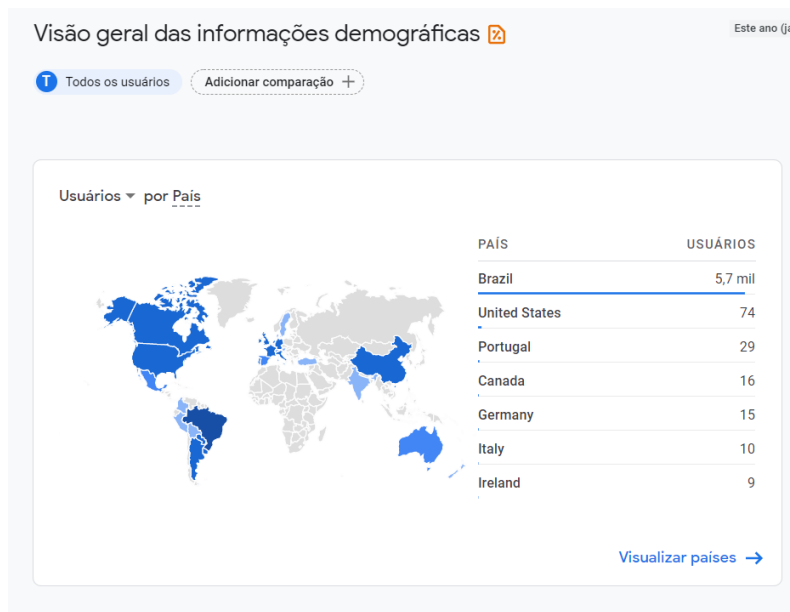 Visão geral das informações demográficas
Este ano (ja
T Todos os usuários
Adicionar comparação +
Usuários por País
PAÍS USUÁRIOS
Brazil 5,7 mil
United States 74
Portugal 29
Canada 16
Germany 15
Italy 10
Ireland 9
Visualizar países